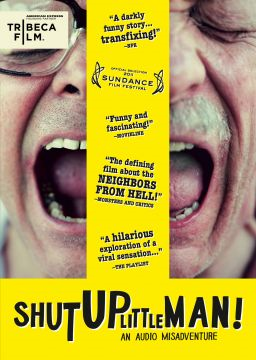 AMERICAN EXPRESS
TRIBECA
FILM.
"A darkly
funny story...
transfixing!"
–NPR
OFFICIAL SELECTION
2011
SUNDANCE
FILM FESTIVAL
"Funny and
fascinating!"
–MOVIELINE
"The defining
film about the
NEIGHBORS
FROM HELL!"
–MONSTERS AND CRITICS
"A hilarious
exploration of a
viral sensation..."
–THE PLAYLIST
SHUT UP LITTLE MAN!
AN AUDIO MISADVENTURE